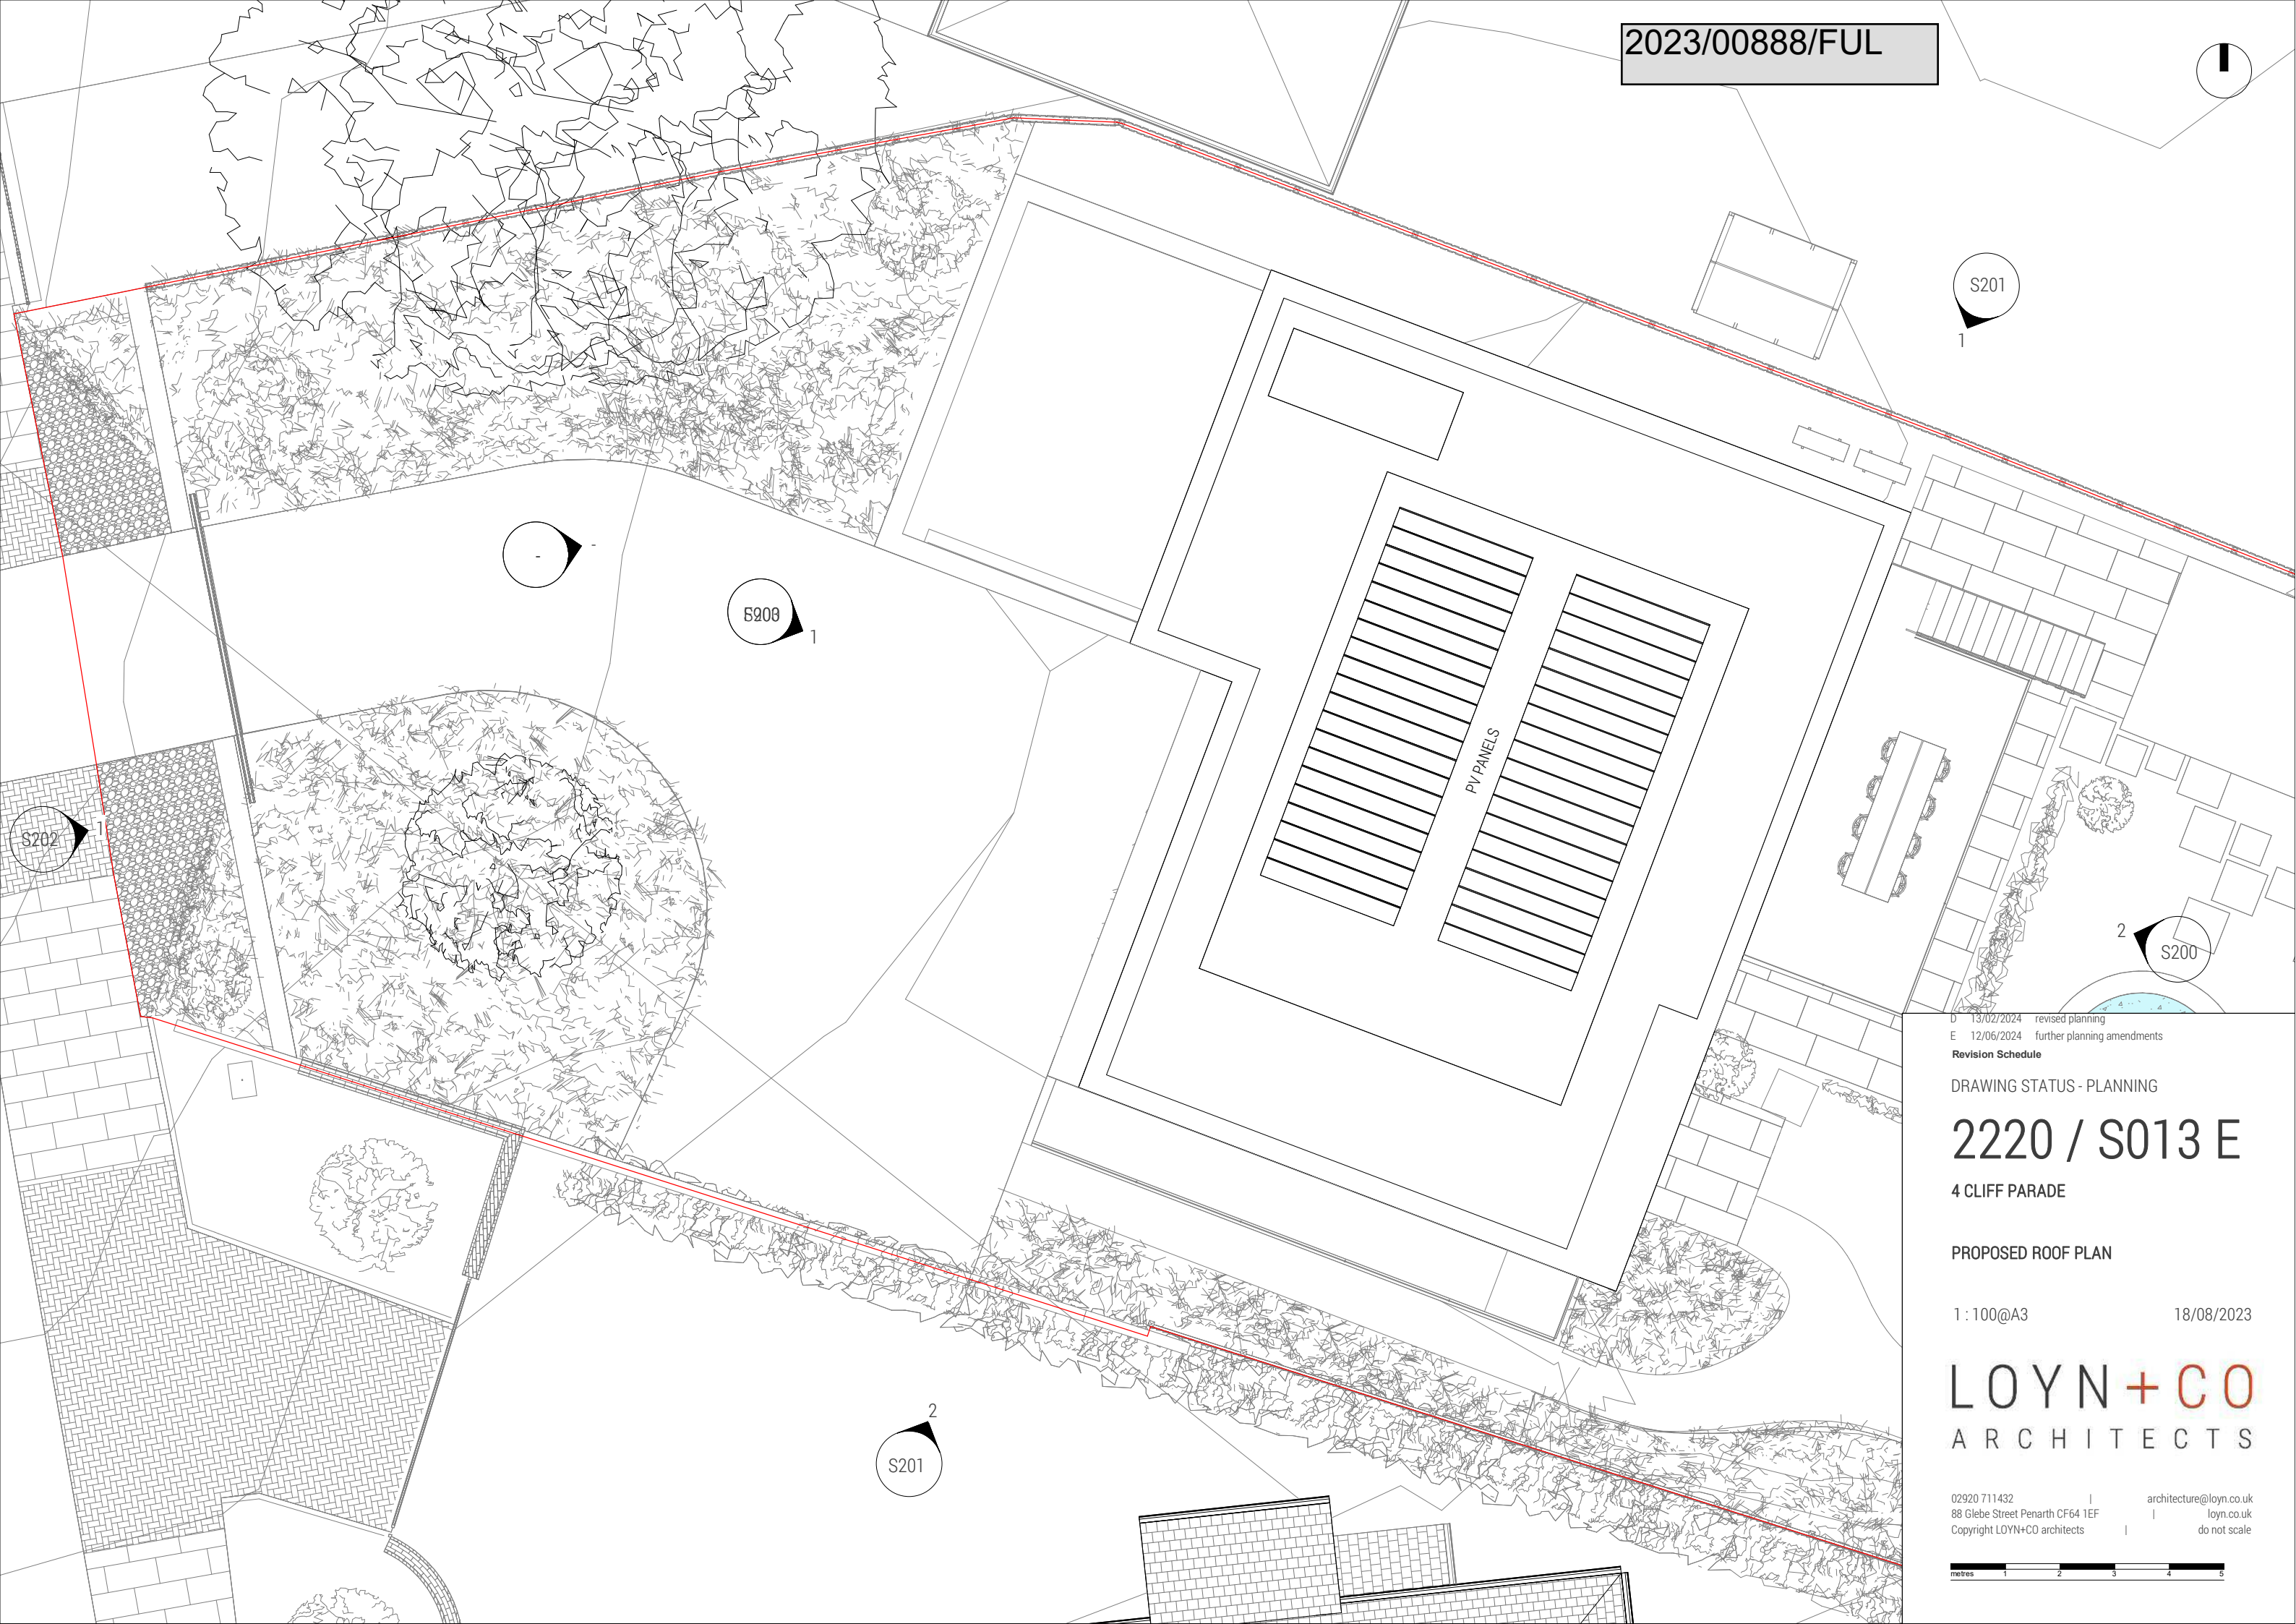 2023/00888/FUL
S201
1
-
-
1
PV PANELS
S202
1
2
S200
D 13/02/2024 revised planning
E 12/06/2024 further planning amendments
Revision Schedule
DRAWING STATUS - PLANNING
2220 / S013 E
4 CLIFF PARADE
PROPOSED ROOF PLAN
1 : 100@A3 18/08/2023
LOYN+CO
ARCHITECTS
2
S201
02920 711432 | architecture@loyn.co.uk
88 Glebe Street Penarth CF64 1EF | loyn.co.uk
Copyright LOYN+CO architects | do not scale
metres 1 2 3 4 5